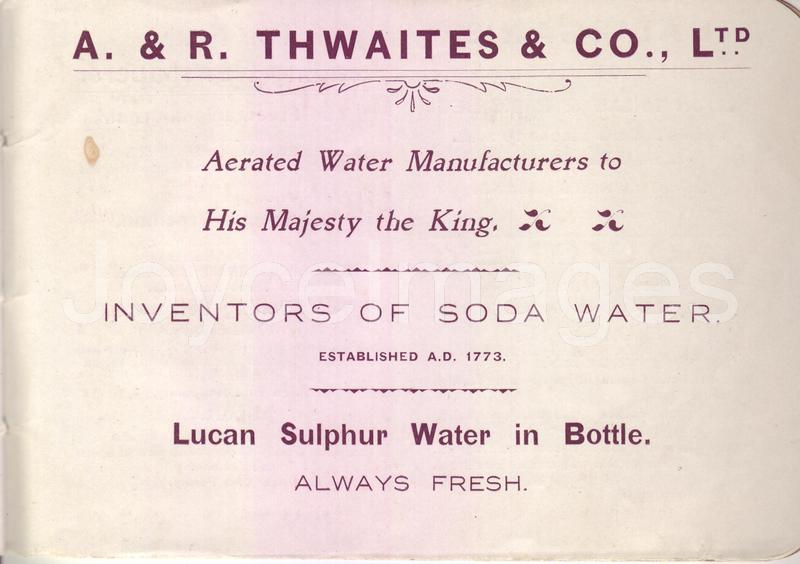 A. & R. THWAITES & CO., LTD
Aerated Water Manufacturers to
His Majesty the King.
JoyceImages
INVENTORS OF SODA WATER.
ESTABLISHED A.D. 1773.
Lucan Sulphur Water in Bottle.
ALWAYS FRESH.